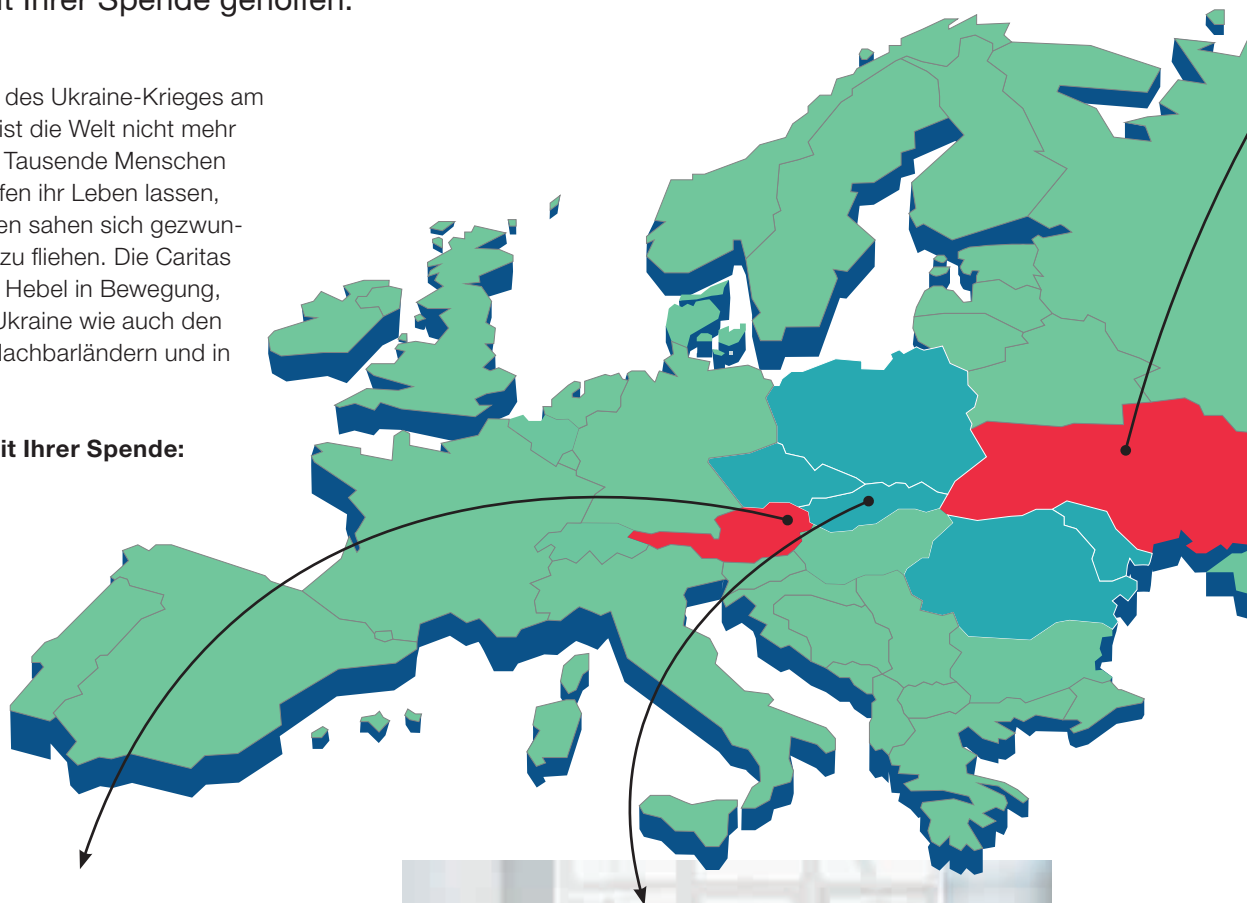 t Ihrer Spende geholfen.
des Ukraine-Krieges am
ist die Welt nicht mehr
Tausende Menschen
fen ihr Leben lassen,
en sahen sich gezwun-
zu fliehen. Die Caritas
Hebel in Bewegung,
Ukraine wie auch den
Nachbarländern und in
it Ihrer Spende: